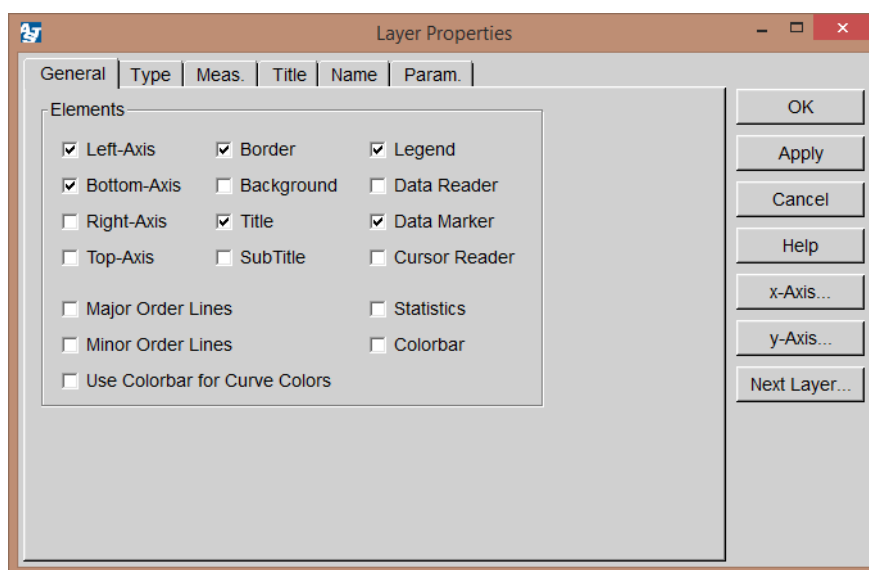 Layer Properties
General Type Meas. Title Name Param.
Elements
Left-Axis Border Legend
Bottom-Axis Background Data Reader
Right-Axis Title Data Marker
Top-Axis SubTitle Cursor Reader
Major Order Lines Statistics
Minor Order Lines Colorbar
Use Colorbar for Curve Colors
OK
Apply
Cancel
Help
x-Axis...
y-Axis...
Next Layer...